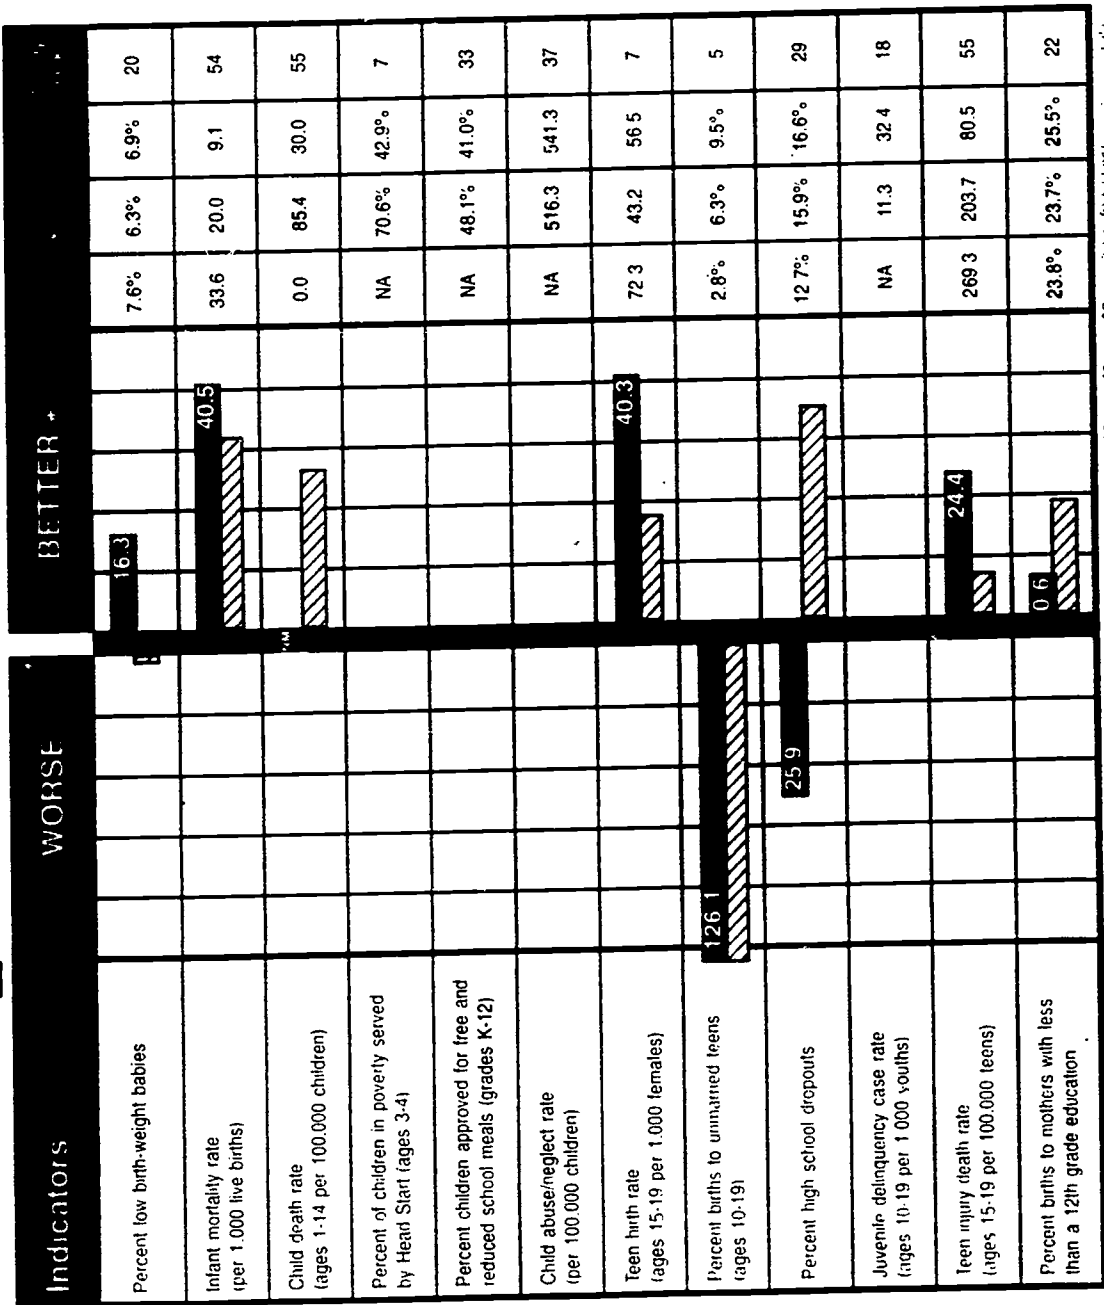 Indicators WORSE BETTER +
Percent low birth-weight babies 16.3 7.6% 6.3% 6.9% 20
Infant mortality rate
(per 1.000 live births) 40.5 33.6 20.0 9.1 54
Child death rate
(ages 1-14 per 100.000 children) 0.0 85.4 30.0 55
Percent of children in poverty served
by Head Start (ages 3-4) NA 70.6% 42.9% 7
Percent children approved for free and
reduced school meals (grades K-12) NA 48.1% 41.0% 33
Child abuse/neglect rate
(per 100.000 children) NA 516.3 541.3 37
Teen birth rate
(ages 15-19 per 1.000 females) 40.3 72 3 43.2 56 5 7
Percent births to unmarried teens
(ages 10-19) 126 1 2.8% 6.3% 9.5% 5
Percent high school dropouts 25 9 12 7% 15.9% 16.6% 29
Juvenile delinquency case rate
(ages 10-19 per 1 000 youths) NA 11.3 32 4 18
Teen injury death rate
(ages 15-19 per 100.000 teens) 24.4 269 3 203.7 80.5 55
Percent births to mothers with less
than a 12th grade education 0 6 23.8% 23.7% 25.5% 22